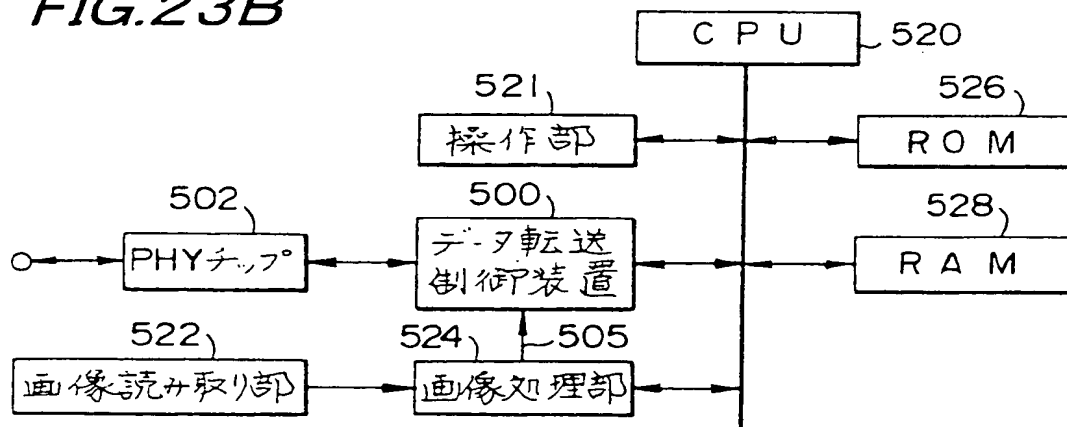 FIG.23B
CPU
520
521
操作部
526
ROM
502
PHYチップ
500
データ転送
制御装置
528
RAM
522
画像読み取り部
524
画像処理部
505